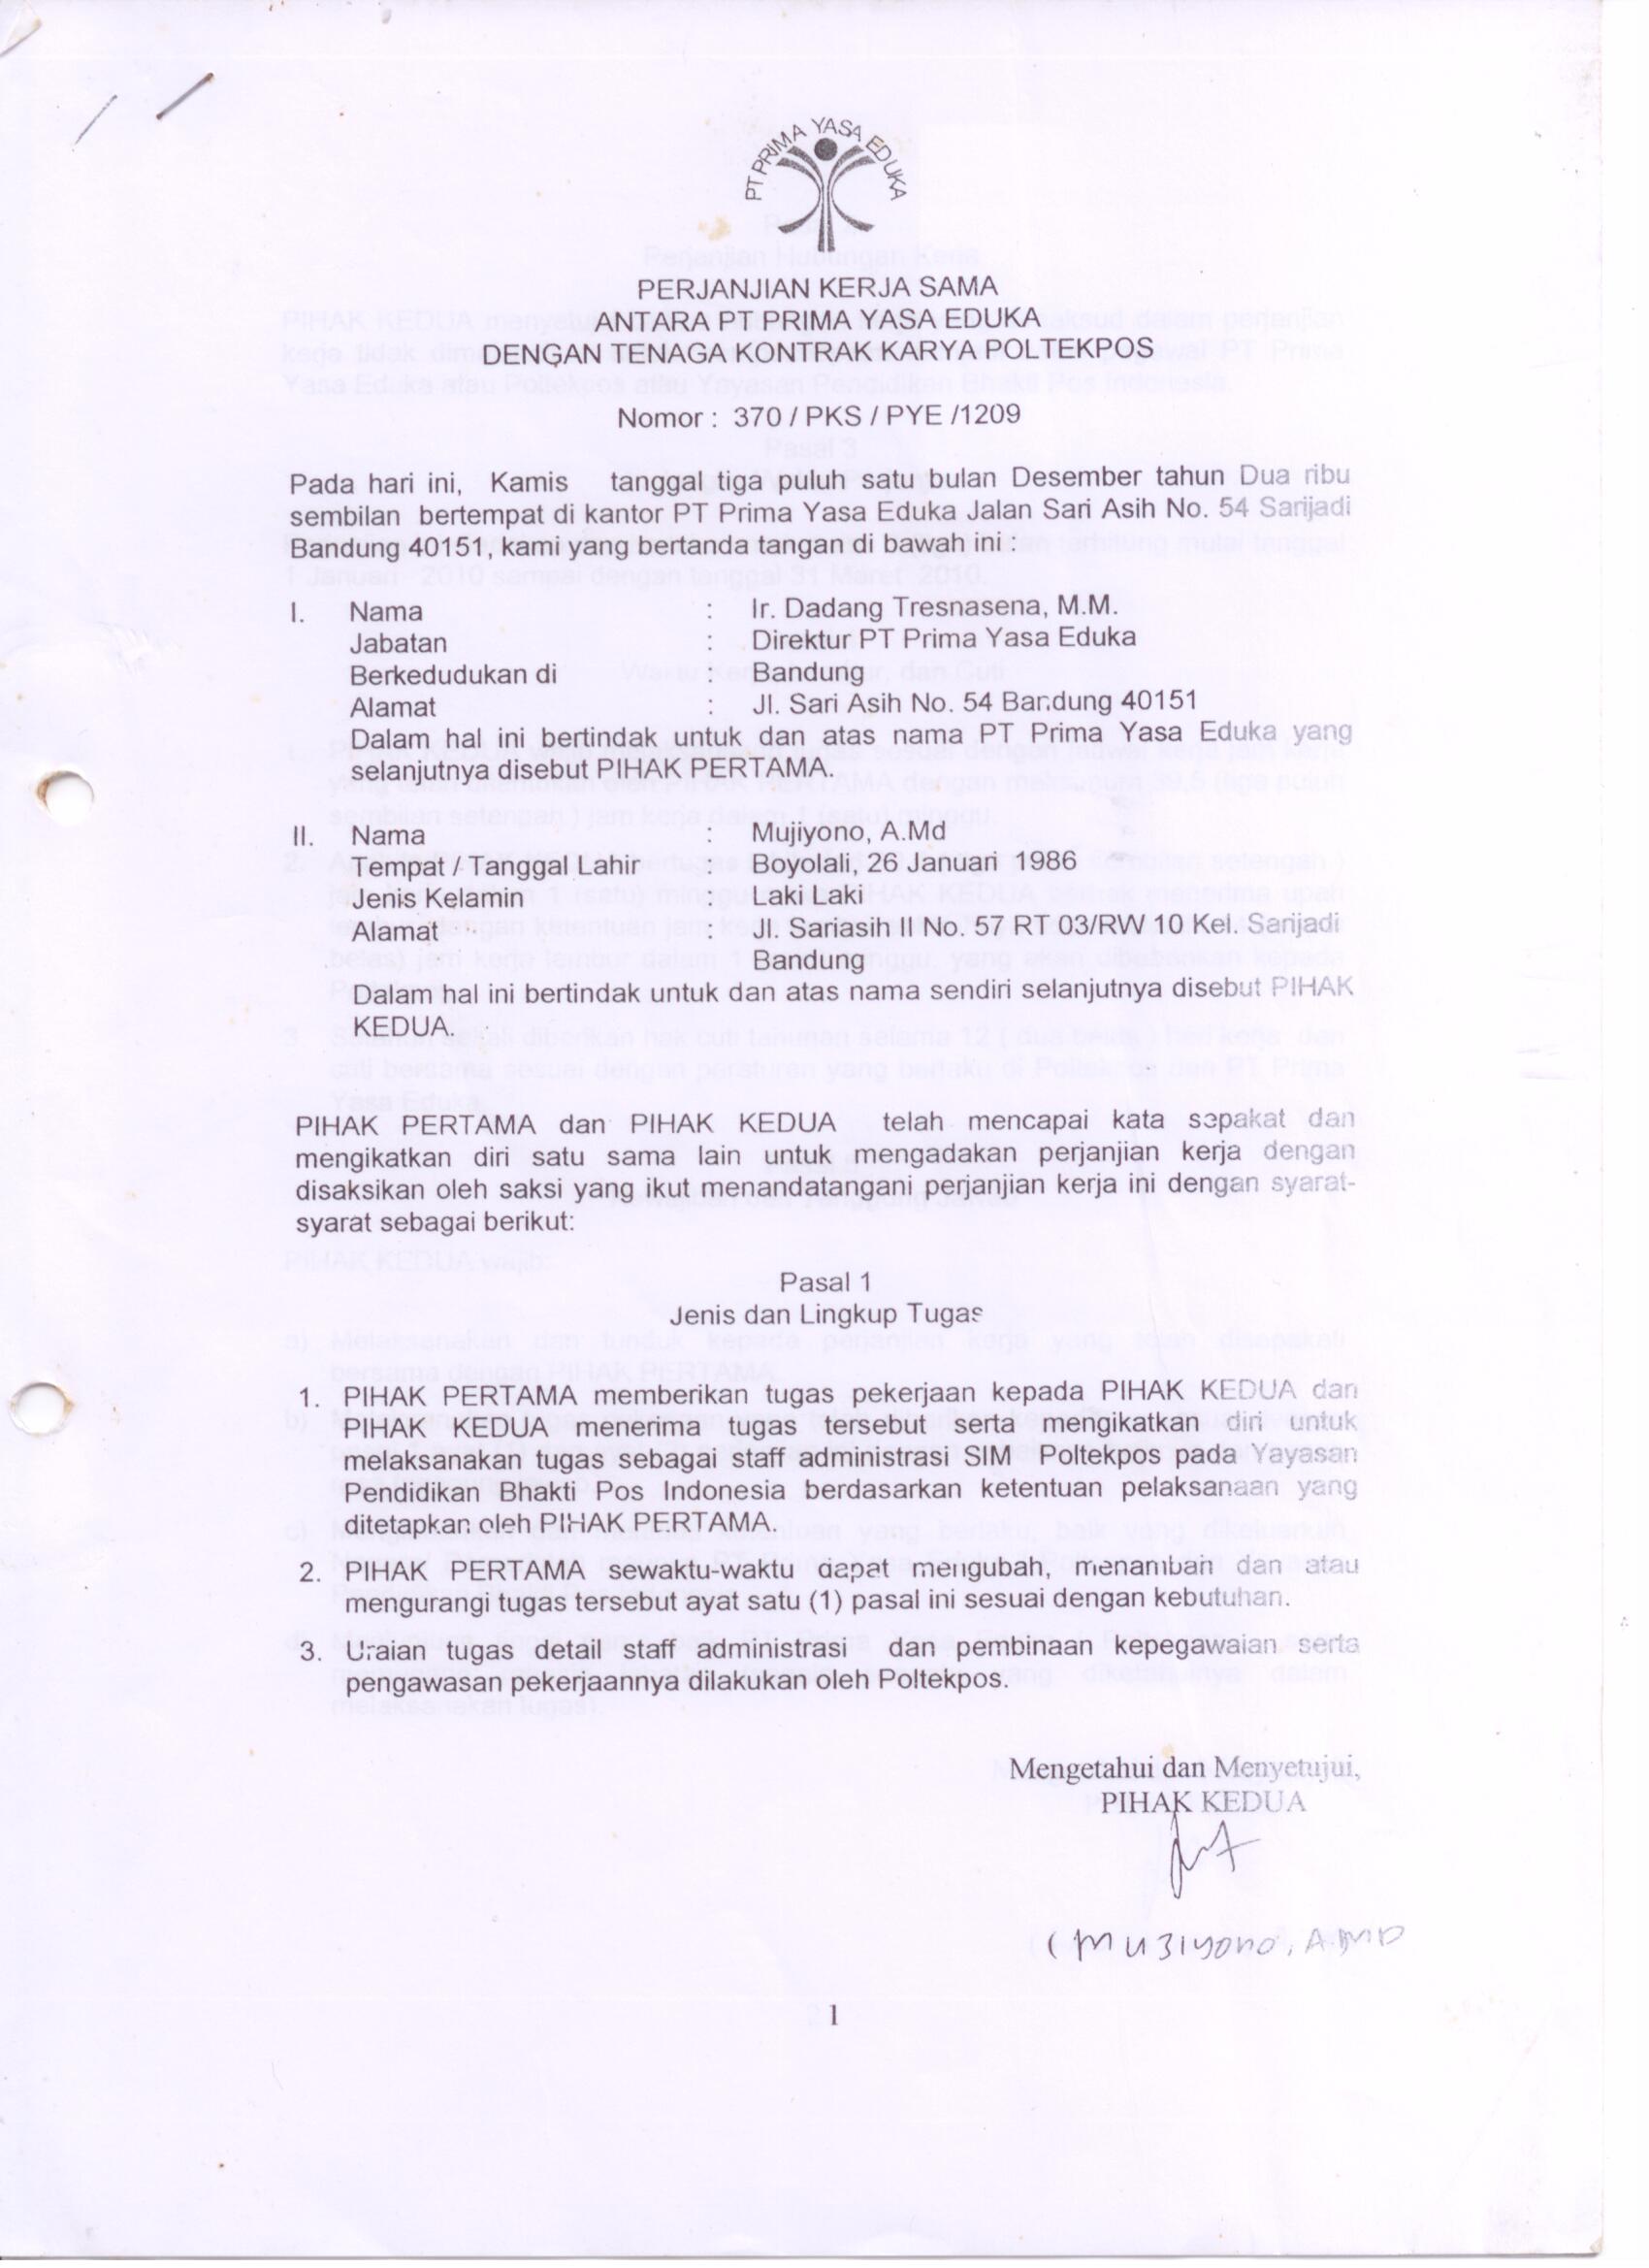 PT PRIMA YASA EDUKA
PERJANJIAN KERJA SAMA
ANTARA PT PRIMA YASA EDUKA
DENGAN TENAGA KONTRAK KARYA POLTEKPOS
Nomor : 370 / PKS / PYE /1209
Pada hari ini, Kamis tanggal tiga puluh satu bulan Desember tahun Dua ribu
sembilan bertempat di kantor PT Prima Yasa Eduka Jalan Sari Asih No. 54 Sarijadi
Bandung 40151 , kami yang bertanda tangan di bawah ini :
I. Nama : Ir. Dadang Tresnasena, M.M.
Jabatan : Direktur PT Prima Yasa Eduka
Berkedudukan di : Bandung
Alamat : Jl. Sari Asih No. 54 Bandung 40151
Dalam hal ini bertindak untuk dan atas nama PT Prima Yasa Eduka yang
selanjutnya disebut PIHAK PERTAMA.
II. Nama : Mujiyono, A.Md
Tempat / Tanggal Lahir : Boyolali, 26 Januari 1986
Jenis Kelamin : Laki Laki
Alamat : Jl. Sariasih II No. 57 RT 03/RW 10 Kel. Sarijadi
Bandung
Dalam hal ini bertindak untuk dan atas nama sendiri selanjutnya disebut PIHAK
KEDUA.
PIHAK PERTAMA dan PIHAK KEDUA telah mencapai kata sepakat dan
mengikatkan diri satu sama lain untuk mengadakan perjanjian kerja dengan
disaksikan oleh saksi yang ikut menandatangani perjanjian kerja ini dengan syarat-
syarat sebagai berikut:
Pasal 1
Jenis dan Lingkup Tugas
1. PIHAK PERTAMA memberikan tugas pekerjaan kepada PIHAK KEDUA dan
PIHAK KEDUA menerima tugas tersebut serta mengikatkan diri untuk
melaksanakan tugas sebagai staff administrasi SIM Poltekpos pada Yayasan
Pendidikan Bhakti Pos Indonesia berdasarkan ketentuan pelaksanaan yang
ditetapkan oleh PIHAK PERTAMA.
2. PIHAK PERTAMA sewaktu-waktu dapat mengubah, menambah dan atau
mengurangi tugas tersebut ayat satu (1) pasal ini sesuai dengan kebutuhan.
3. Uraian tugas detail staff administrasi dan pembinaan kepegawaian serta
pengawasan pekerjaannya dilakukan oleh Poltekpos.
Mengetahui dan Menyetujui,
PIHAK KEDUA
( MUJIYONO, A.MD
1